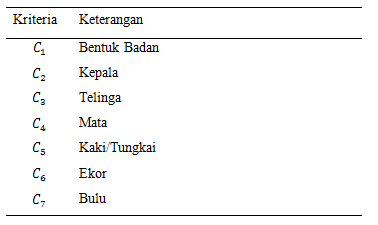 Kriteria Keterangan
C₁ Bentuk Badan
C₂ Kepala
C₃ Telinga
C₄ Mata
C₅ Kaki/Tungkai
C₆ Ekor
C₇ Bulu